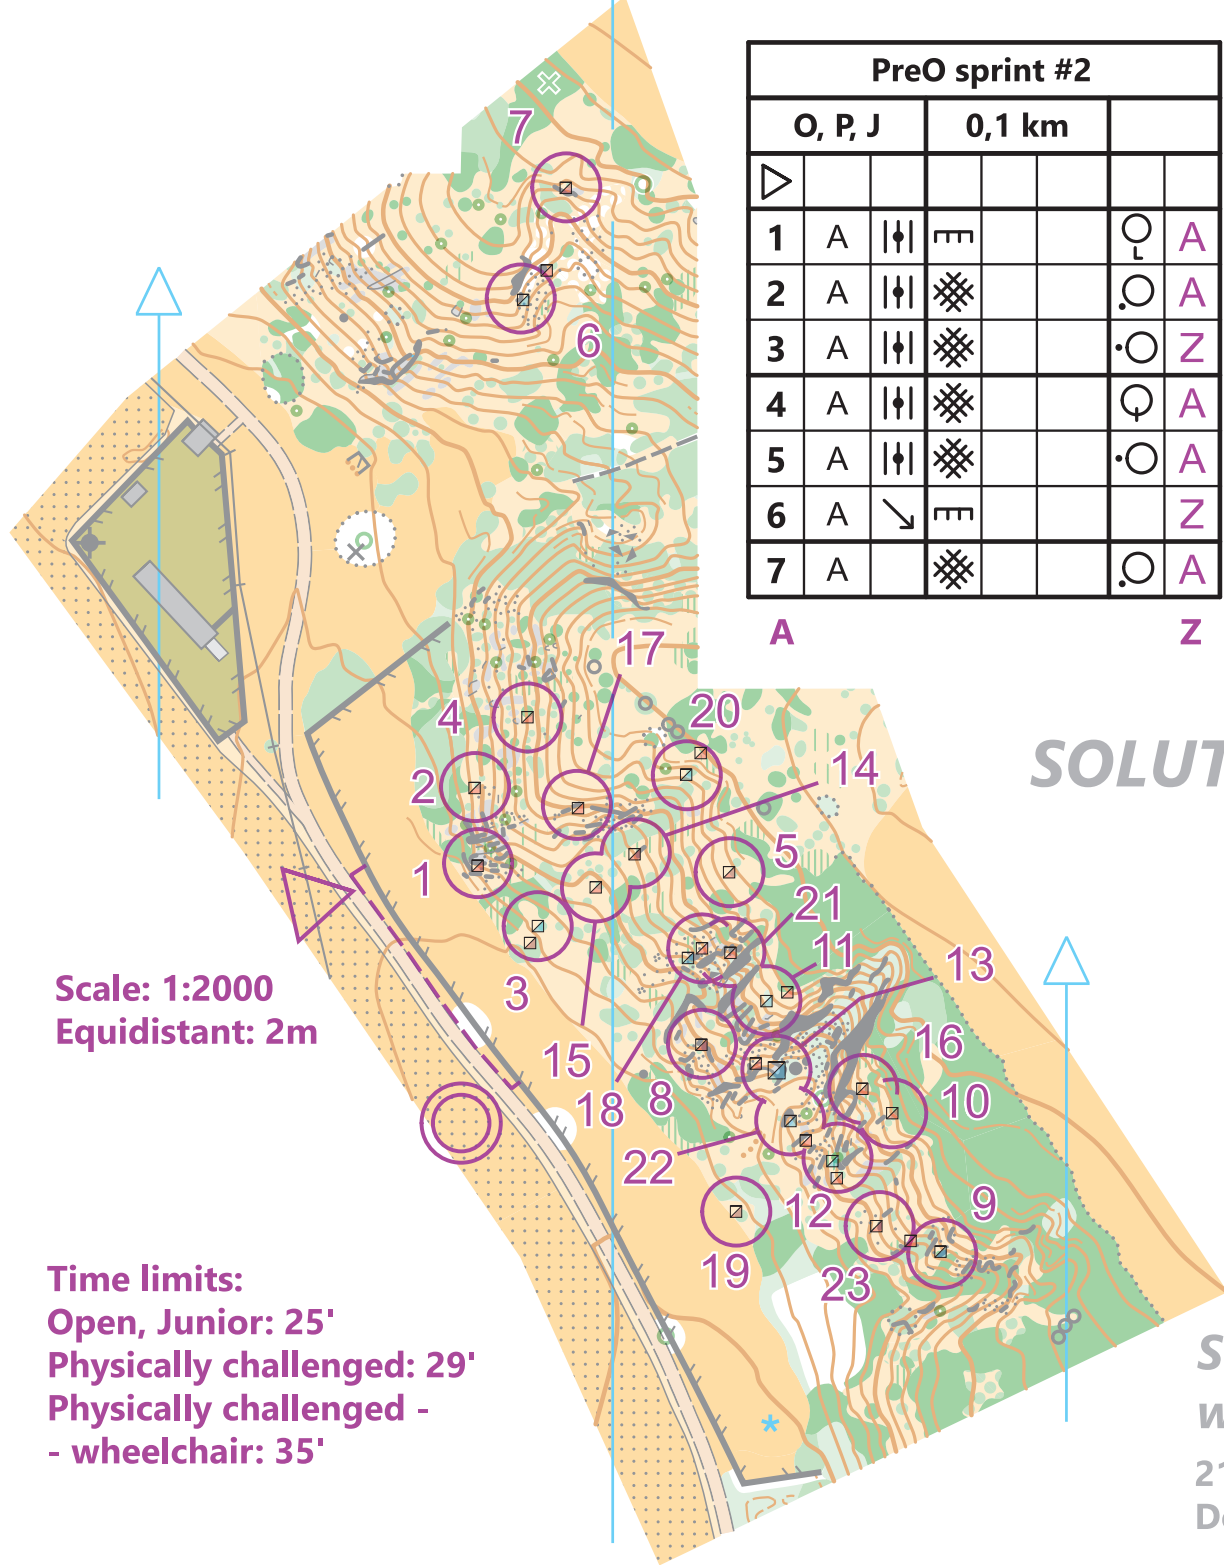 PreO sprint #2
O, P, J 0,1 km
1 A A
2 A A
3 A Z
4 A A
5 A A
6 A Z
7 A A
A Z
7
6
17
4
20
14
2
1
5
21
11
3
13
Scale: 1:2000
Equidistant: 2m
15
18
8
16
10
22
12
9
19
23
SOLUT
Time limits:
Open, Junior: 25'
Physically challenged: 29'
Physically challenged -
- wheelchair: 35'
S
w
21
De